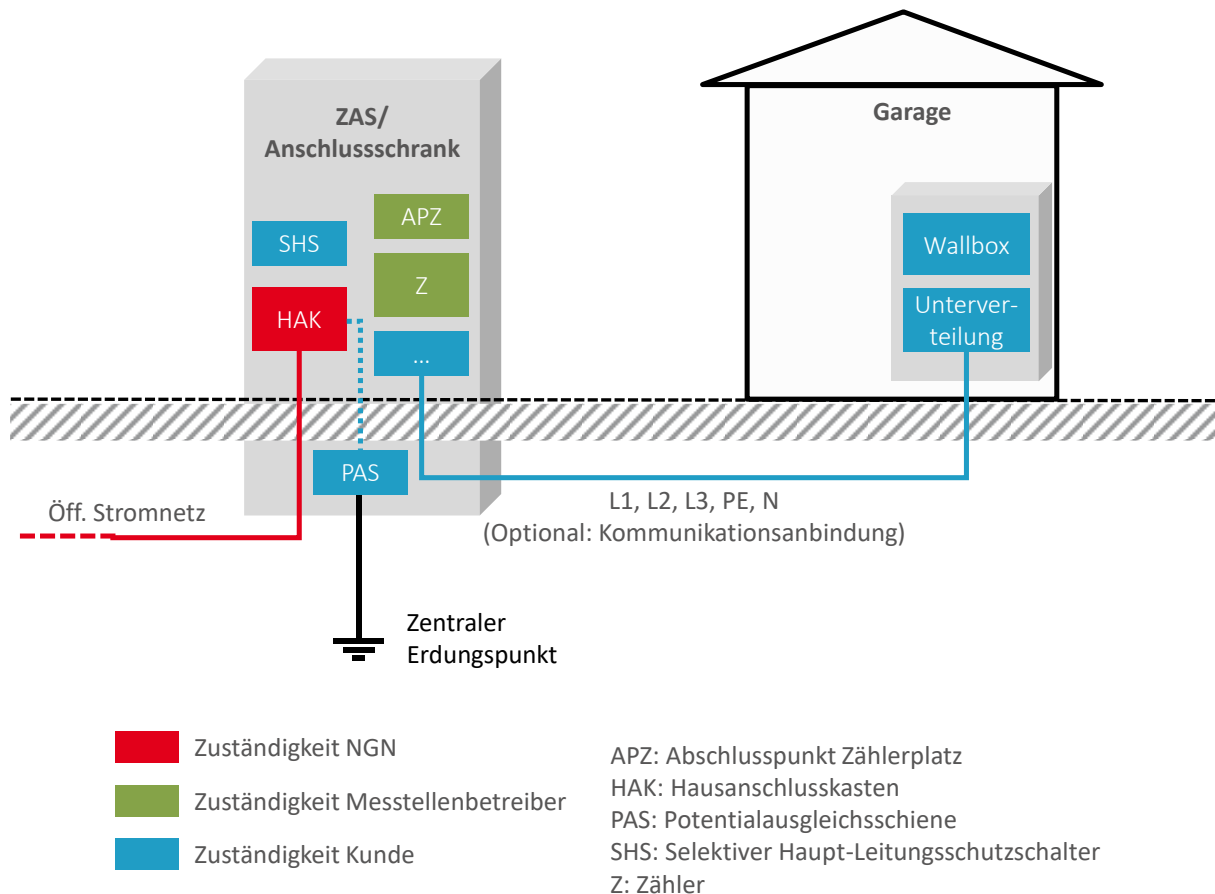 ZAS/
Anschlussschrank
SHS
HAK
APZ
Z
...
PAS
Garage
Wallbox
Unterver-
teilung
Öff. Stromnetz
L1, L2, L3, PE, N
(Optional: Kommunikationsanbindung)
Zentraler
Erdungspunkt
Zuständigkeit NGN
Zuständigkeit Messtellenbetreiber
Zuständigkeit Kunde
APZ: Abschlusspunkt Zählerplatz
HAK: Hausanschlusskasten
PAS: Potentialausgleichsschiene
SHS: Selektiver Haupt-Leitungsschutzschalter
Z: Zähler